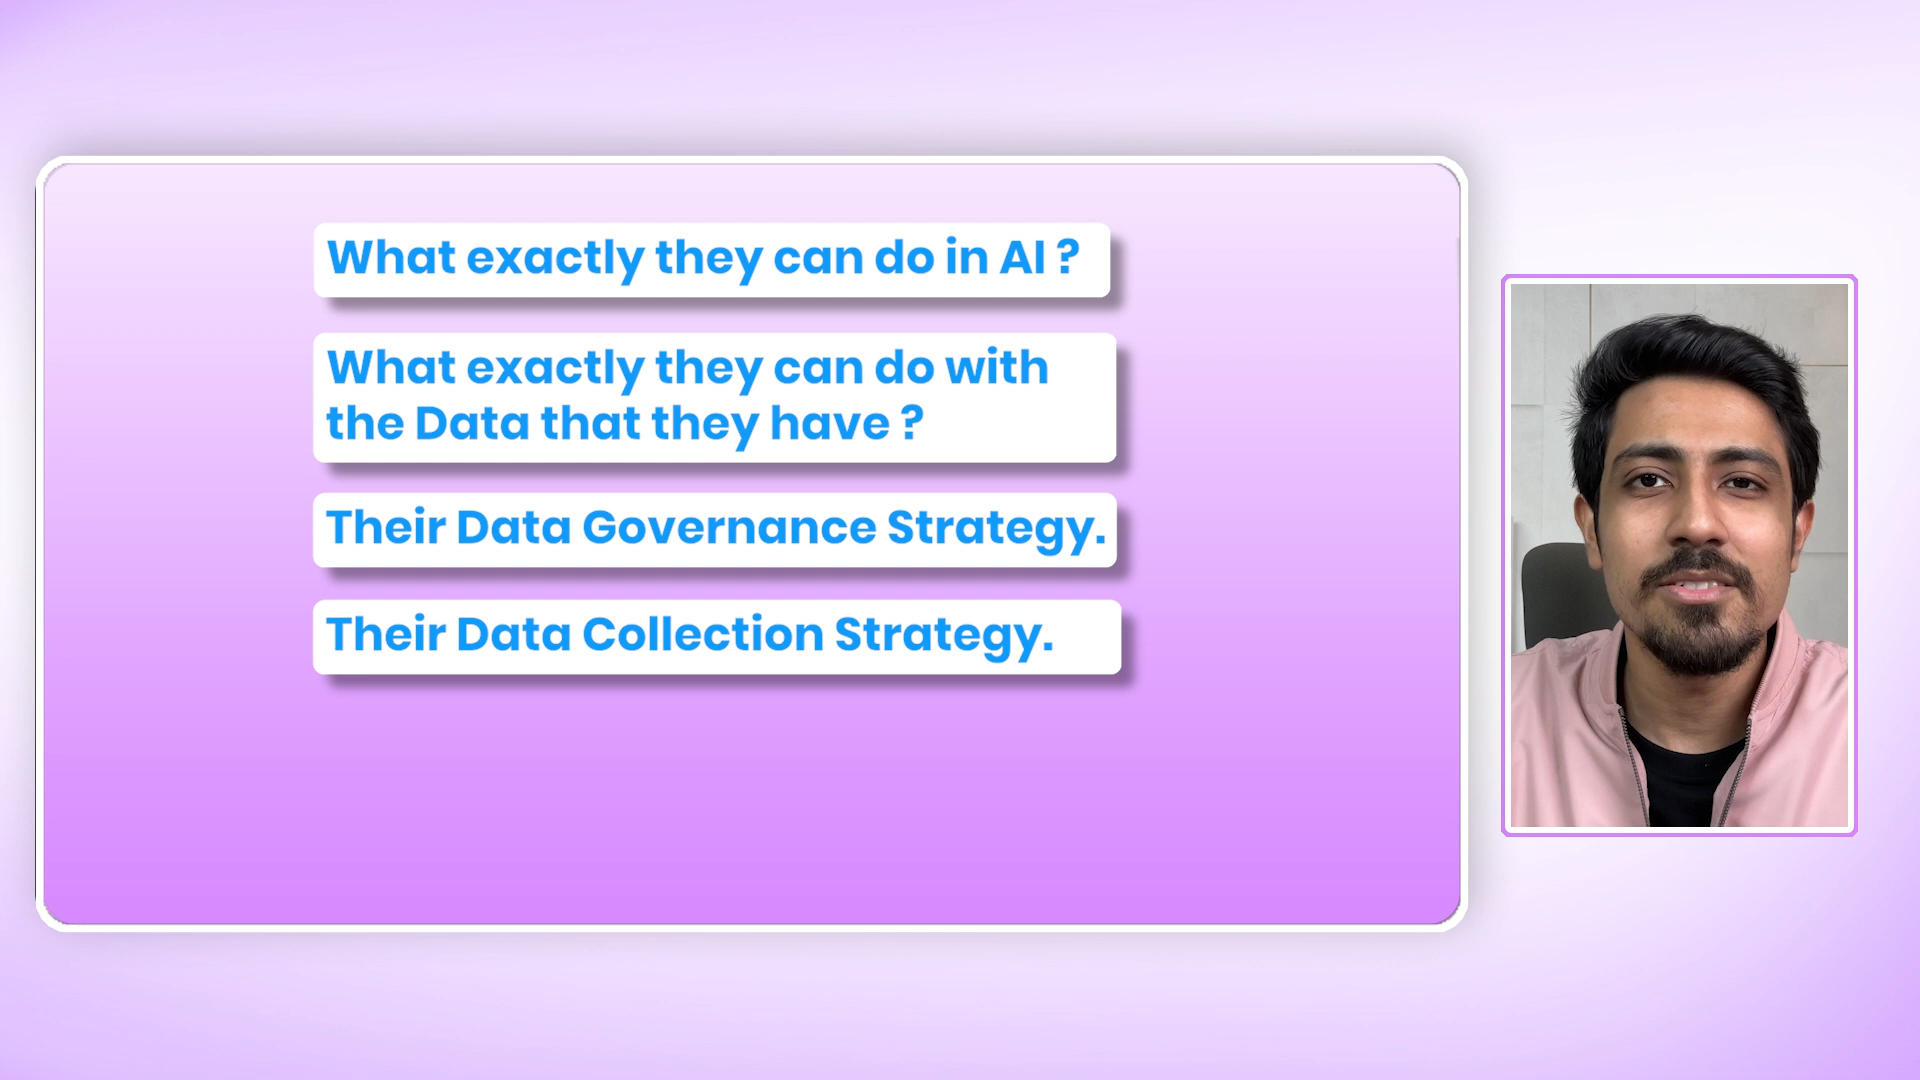 What exactly they can do in AI ?
What exactly they can do with
the Data that they have ?
Their Data Governance Strategy.
Their Data Collection Strategy.